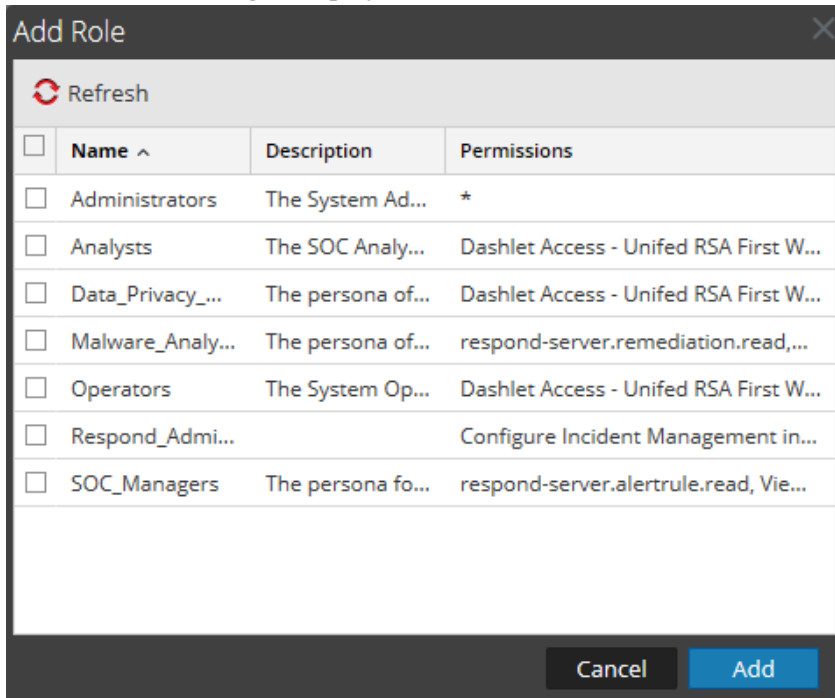 Add Role
Refresh
Name Description Permissions
Administrators The System Ad... *
Analysts The SOC Analy... Dashlet Access - Unifed RSA First W...
Data_Privacy_... The persona of... Dashlet Access - Unifed RSA First W...
Malware_Analy... The persona of... respond-server.remediation.read,...
Operators The System Op... Dashlet Access - Unifed RSA First W...
Respond_Admi... Configure Incident Management in...
SOC_Managers The persona fo... respond-server.alertrule.read, Vie...
Cancel Add